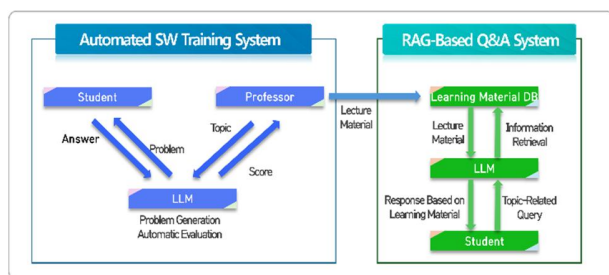 Automated SW Training System
RAG-Based Q&A System
Student
Professor
Learning Material DB
Lecture
Material
Answer
Problem
Topic
Score
Lecture
Material
Information
Retrieval
LLM
Problem Generation
Automatic Evaluation
LLM
Response Based on
Learning Material
Topic-Related
Query
Student